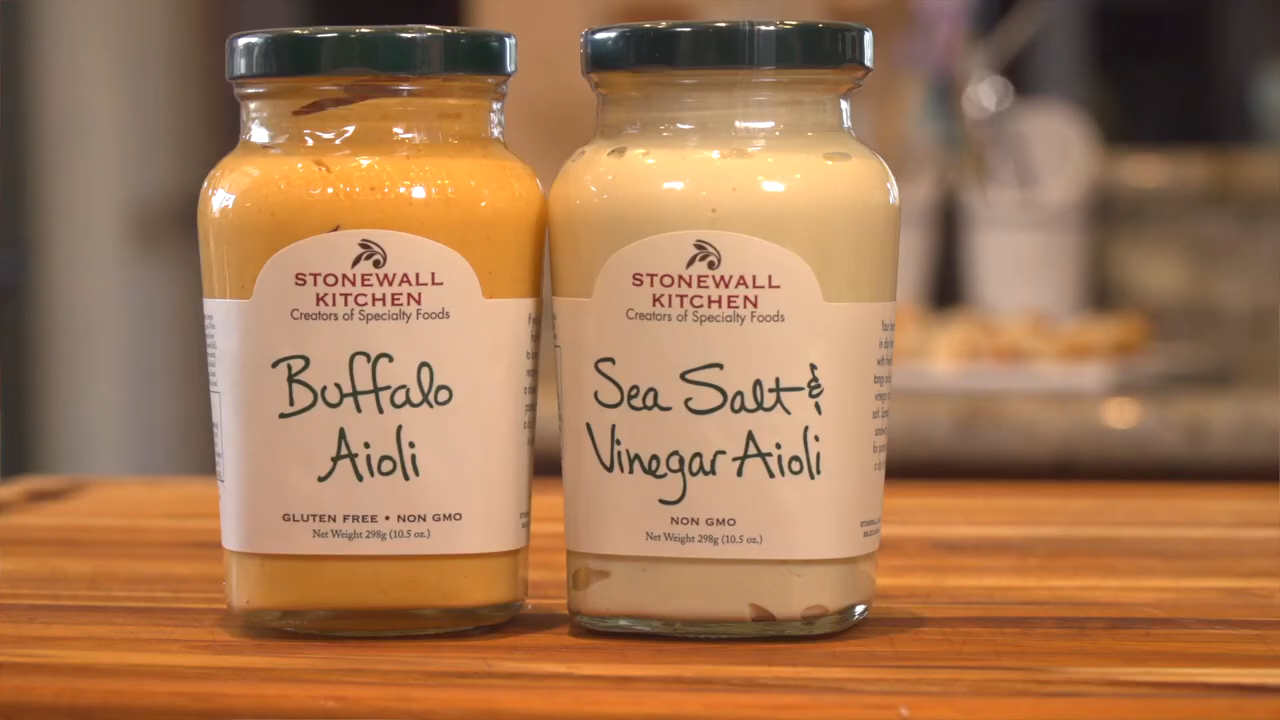 STONEWALL
KITCHEN
Creators of Specialty Foods
Buffalo
Aioli
GLUTEN FREE • NON GMO
Net Weight 298g (10.5 oz.)
STONEWALL
KITCHEN
Creators of Specialty Foods
Sea Salt &
Vinegar Aioli
NON GMO
Net Weight 298g (10.5 oz.)